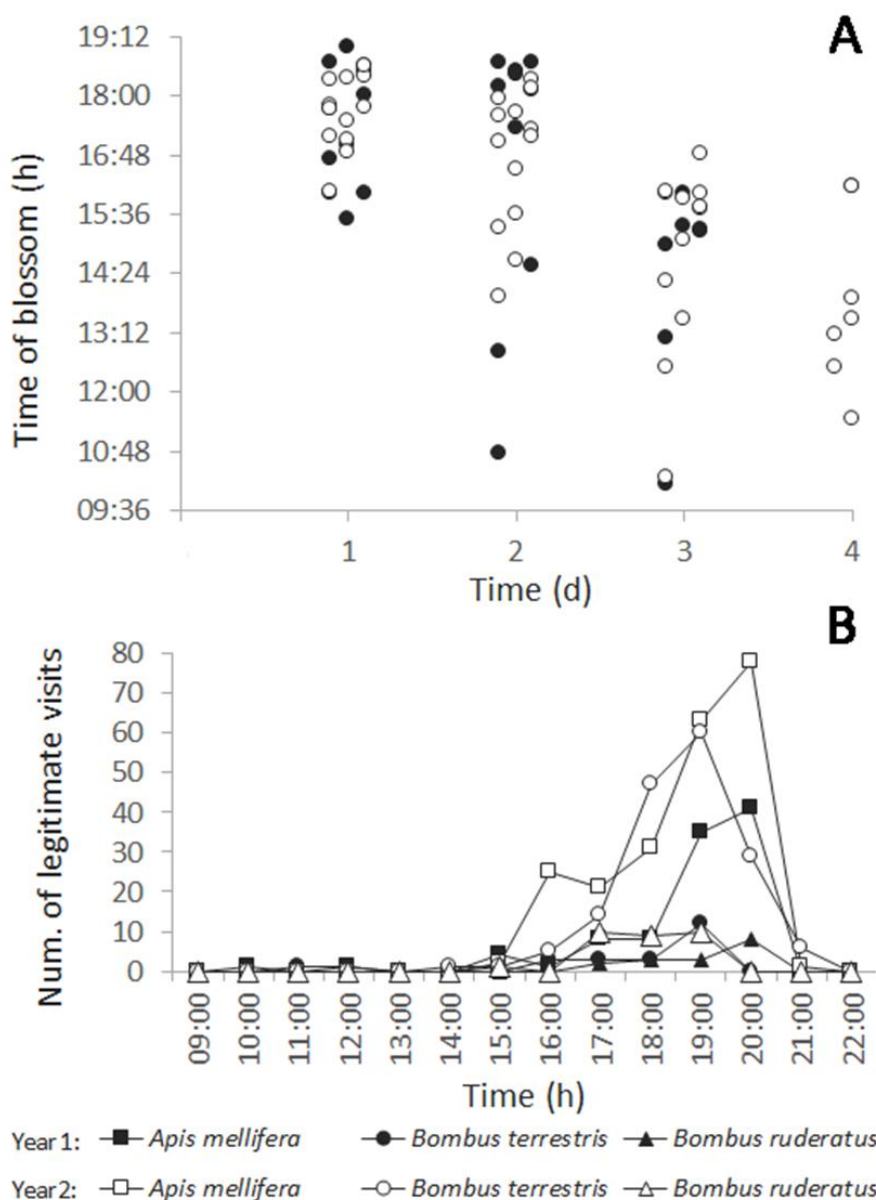 A
19:12
18:00
16:48
15:36
14:24
13:12
12:00
10:48
09:36
Time of blossom (h)
1 2 3 4
Time (d)
B
80
70
60
50
40
30
20
10
0
Num. of legitimate visits
09:00 10:00 11:00 12:00 13:00 14:00 15:00 16:00 17:00 18:00 19:00 20:00 21:00 22:00
Time (h)
Year1: Apis mellifera Bombus terrestris Bombus ruderatus
Year2: Apis mellifera Bombus terrestris Bombus ruderatus